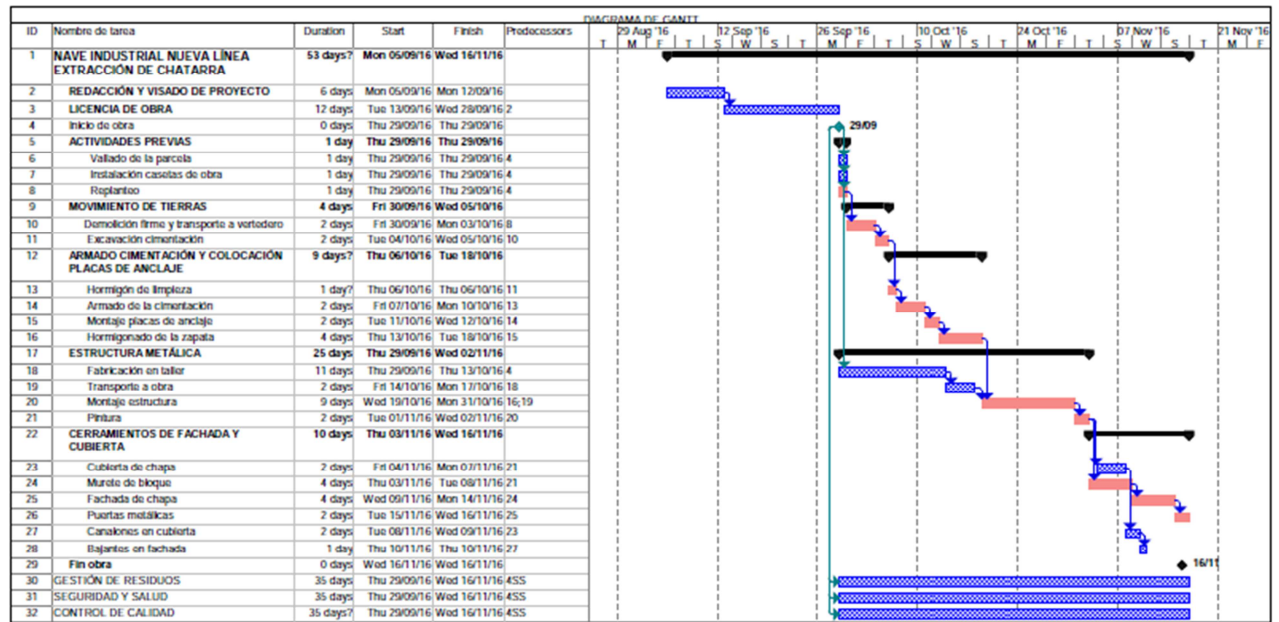 DIAGRAMA DE GANTT
ID Nombre de tarea Duration Start Finish Predecessors 29 Aug '16 12 Sep '16 26 Sep '16 10 Oct '16 24 Oct '16 07 Nov '16 21 Nov '16
T M F T S W S T M F T S W S T M F T S W S T M F
1 NAVE INDUSTRIAL NUEVA LÍNEA 53 days? Mon 05/09/16 Wed 16/11/16
EXTRACCIÓN DE CHATARRA
2 REDACCIÓN Y VISADO DE PROYECTO 6 days Mon 05/09/16 Mon 12/09/16
3 LICENCIA DE OBRA 12 days Tue 13/09/16 Wed 28/09/16 2
4 Inicio de obra 0 days Thu 29/09/16 Thu 29/09/16 29/09
5 ACTIVIDADES PREVIAS 1 day Thu 29/09/16 Thu 29/09/16
6 Vallado de la parcela 1 day Thu 29/09/16 Thu 29/09/16 4
7 Instalación casetas de obra 1 day Thu 29/09/16 Thu 29/09/16 4
8 Replanteo 1 day Thu 29/09/16 Thu 29/09/16 4
9 MOVIMIENTO DE TIERRAS 4 days Fri 30/09/16 Wed 05/10/16
10 Demolición firme y transporte a vertedero 2 days Fri 30/09/16 Mon 03/10/16 8
11 Excavación cimentación 2 days Tue 04/10/16 Wed 05/10/16 10
12 ARMADO CIMENTACIÓN Y COLOCACIÓN 9 days? Thu 06/10/16 Tue 18/10/16
PLACAS DE ANCLAJE
13 Hormigón de limpieza 1 day? Thu 06/10/16 Thu 06/10/16 11
14 Armado de la cimentación 2 days Fri 07/10/16 Mon 10/10/16 13
15 Montaje placas de anclaje 2 days Tue 11/10/16 Wed 12/10/16 14
16 Hormigonado de la zapata 4 days Thu 13/10/16 Tue 18/10/16 15
17 ESTRUCTURA METÁLICA 25 days Thu 29/09/16 Wed 02/11/16
18 Fabricación en taller 11 days Thu 29/09/16 Thu 13/10/16 4
19 Transporte a obra 2 days Fri 14/10/16 Mon 17/10/16 18
20 Montaje estructura 9 days Wed 19/10/16 Mon 31/10/16 16;19
21 Pintura 2 days Tue 01/11/16 Wed 02/11/16 20
22 CERRAMIENTOS DE FACHADA Y 10 days Thu 03/11/16 Wed 16/11/16
CUBIERTA
23 Cubierta de chapa 2 days Fri 04/11/16 Mon 07/11/16 21
24 Murete de bloque 4 days Thu 03/11/16 Tue 08/11/16 21
25 Fachada de chapa 4 days Wed 09/11/16 Mon 14/11/16 24
26 Puertas metálicas 2 days Tue 15/11/16 Wed 16/11/16 25
27 Canalones en cubierta 2 days Tue 08/11/16 Wed 09/11/16 23
28 Bajantes en fachada 1 day Thu 10/11/16 Thu 10/11/16 27
29 Fin obra 0 days Wed 16/11/16 Wed 16/11/16 16/11
30 GESTIÓN DE RESIDUOS 35 days Thu 29/09/16 Wed 16/11/16 4SS
31 SEGURIDAD Y SALUD 35 days Thu 29/09/16 Wed 16/11/16 4SS
32 CONTROL DE CALIDAD 35 days? Thu 29/09/16 Wed 16/11/16 4SS